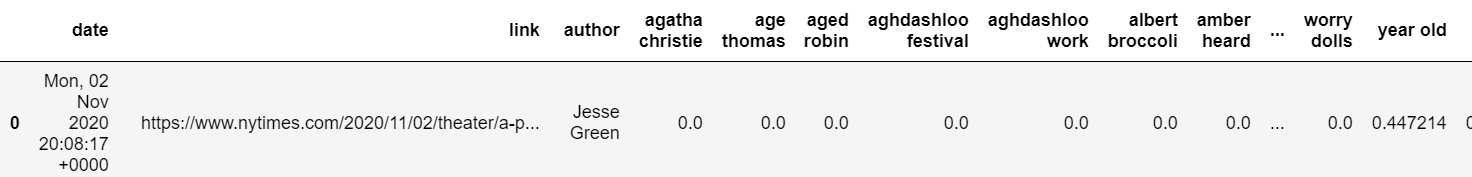 date link author agatha christie age thomas aged robin aghdashloo festival aghdashloo work albert broccoli amber heard ... worry dolls year old
0 Mon, 02 Nov 2020 20:08:17 +0000 https://www.nytimes.com/2020/11/02/theater/a-p... Jesse Green 0.0 0.0 0.0 0.0 0.0 0.0 0.0 ... 0.0 0.447214